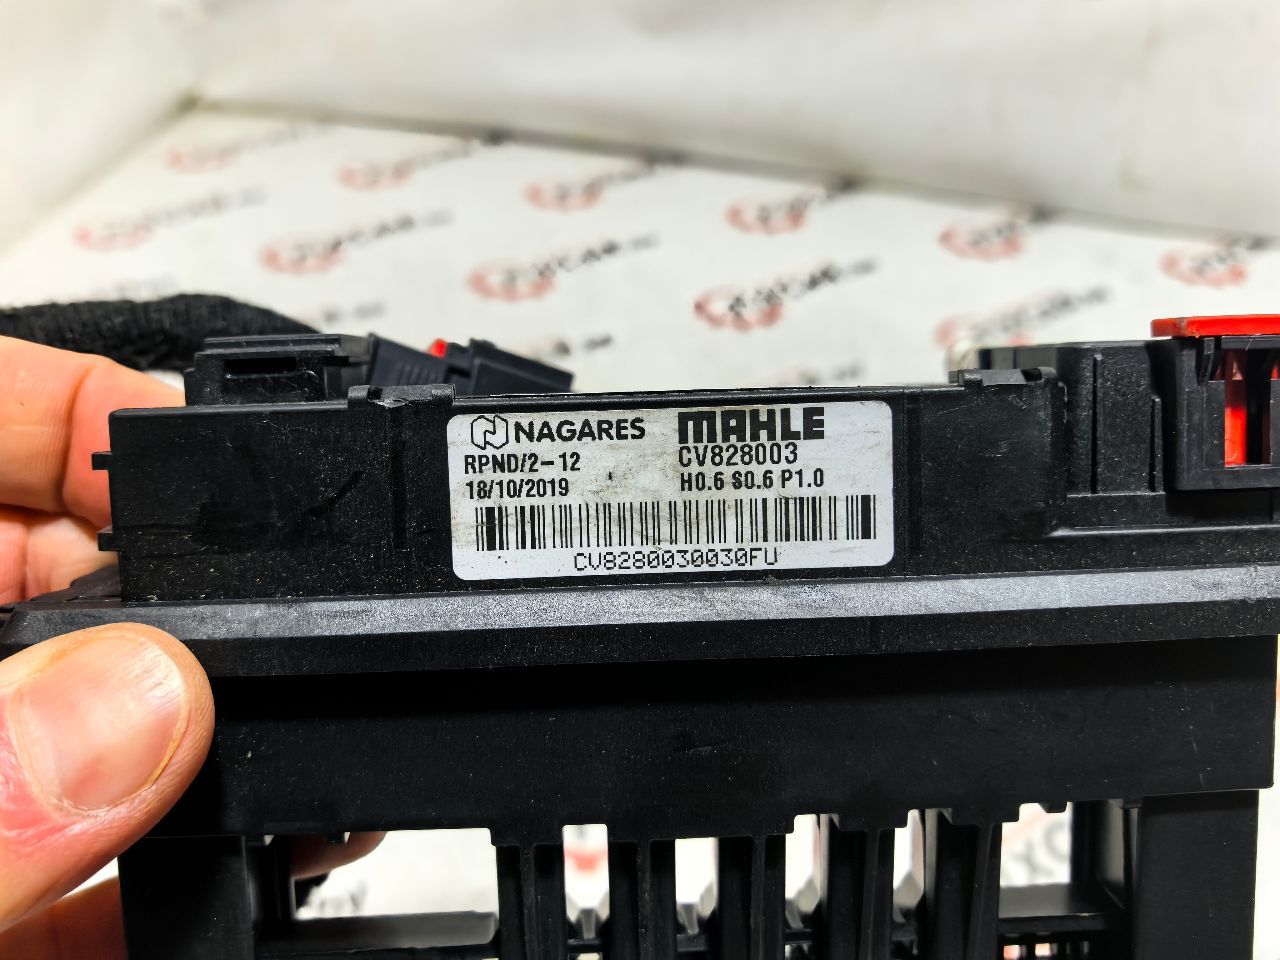 NAGARES MAHLE
RPND/2-12 CV828003
18/10/2019 H0.6 S0.6 P1.0
CV8280030030FU